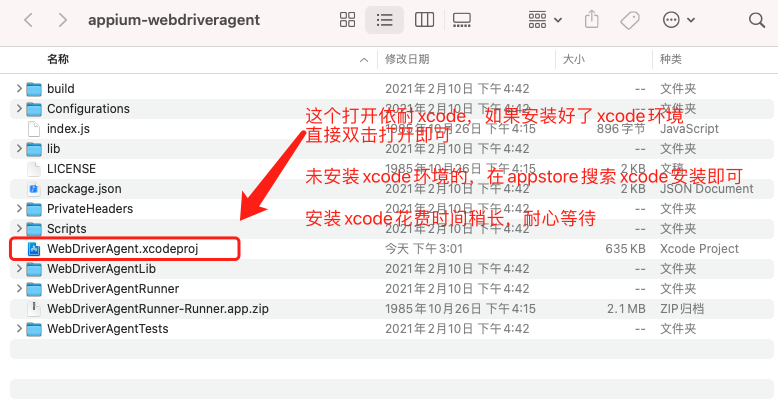 appium-webdriveragent
名称 修改日期 大小 种类
build 2021年2月10日 下午4:42 -- 文件夹
Configurations 2021年2月10日 下午4:42 -- 文件夹
这个打开依耐xcode，如果安装好了xcode环境
直接双击打开即可
index.js 1985年10月26日 下午4:15 896字节 JavaScript
lib 2021年2月10日 下午4:42 -- 文件夹
LICENSE 1985年10月26日 下午4:15 2 KB 文稿
未安装xcode环境的，在appstore搜索xcode安装即可
package.json 2021年2月10日 下午4:42 2 KB JSON Document
PrivateHeaders 2021年2月10日 下午4:42 -- 文件夹
安装xcode花费时间稍长，耐心等待
Scripts 2021年2月10日 下午4:42 -- 文件夹
WebDriverAgent.xcodeproj 今天 下午3:01 635 KB Xcode Project
WebDriverAgentLib 2021年2月10日 下午4:42 -- 文件夹
WebDriverAgentRunner 2021年2月10日 下午4:42 -- 文件夹
WebDriverAgentRunner-Runner.app.zip 1985年10月26日 下午4:15 2.1 MB ZIP归档
WebDriverAgentTests 2021年2月10日 下午4:42 -- 文件夹